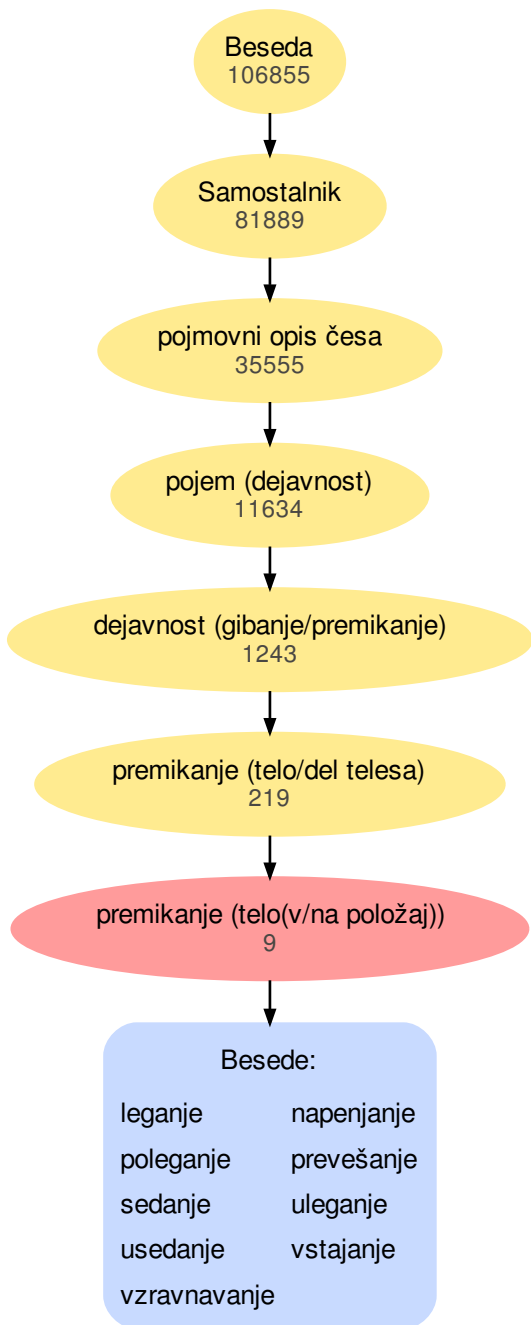 Beseda
106855
Samostalnik
81889
pojmovni opis česa
35555
pojem (dejavnost)
11634
dejavnost (gibanje/premikanje)
1243
premikanje (telo/del telesa)
219
premikanje (telo(v/na položaj))
9
Besede:
leganje napenjanje
poleganje prevešanje
sedanje uleganje
usedanje vstajanje
vzravnavanje